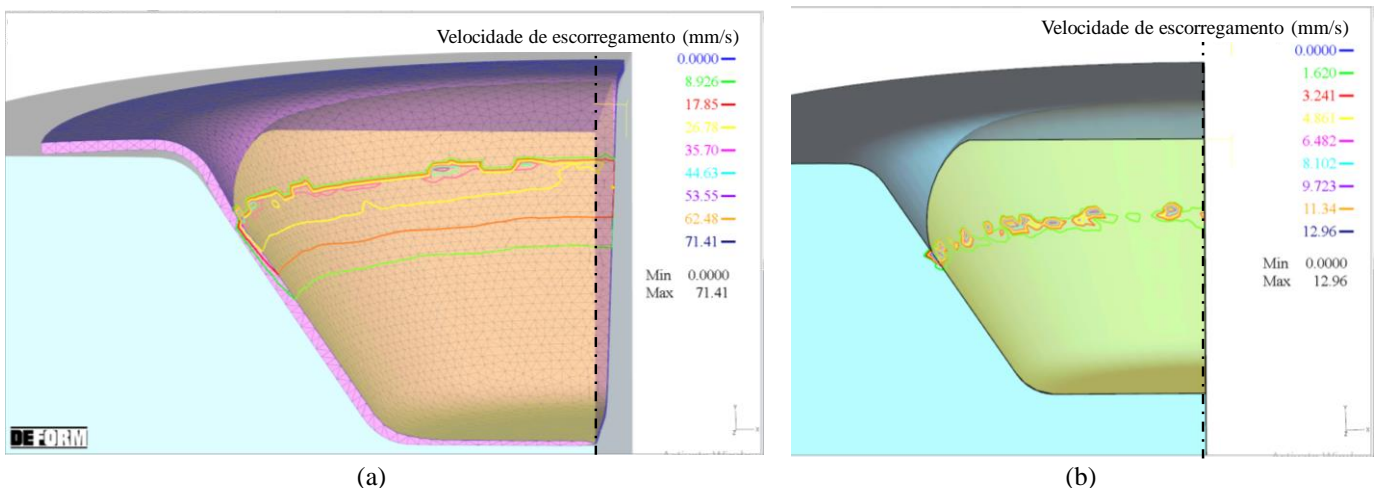 Velocidade de escorregamento (mm/s)
0.0000
8.926
17.85
26.78
35.70
44.63
53.55
62.48
71.41
Min 0.0000
Max 71.41
DEFORM
Y
Z X
(a)
Velocidade de escorregamento (mm/s)
0.0000
1.620
3.241
4.861
6.482
8.102
9.723
11.34
12.96
Min 0.0000
Max 12.96
Y
Z X
(b)